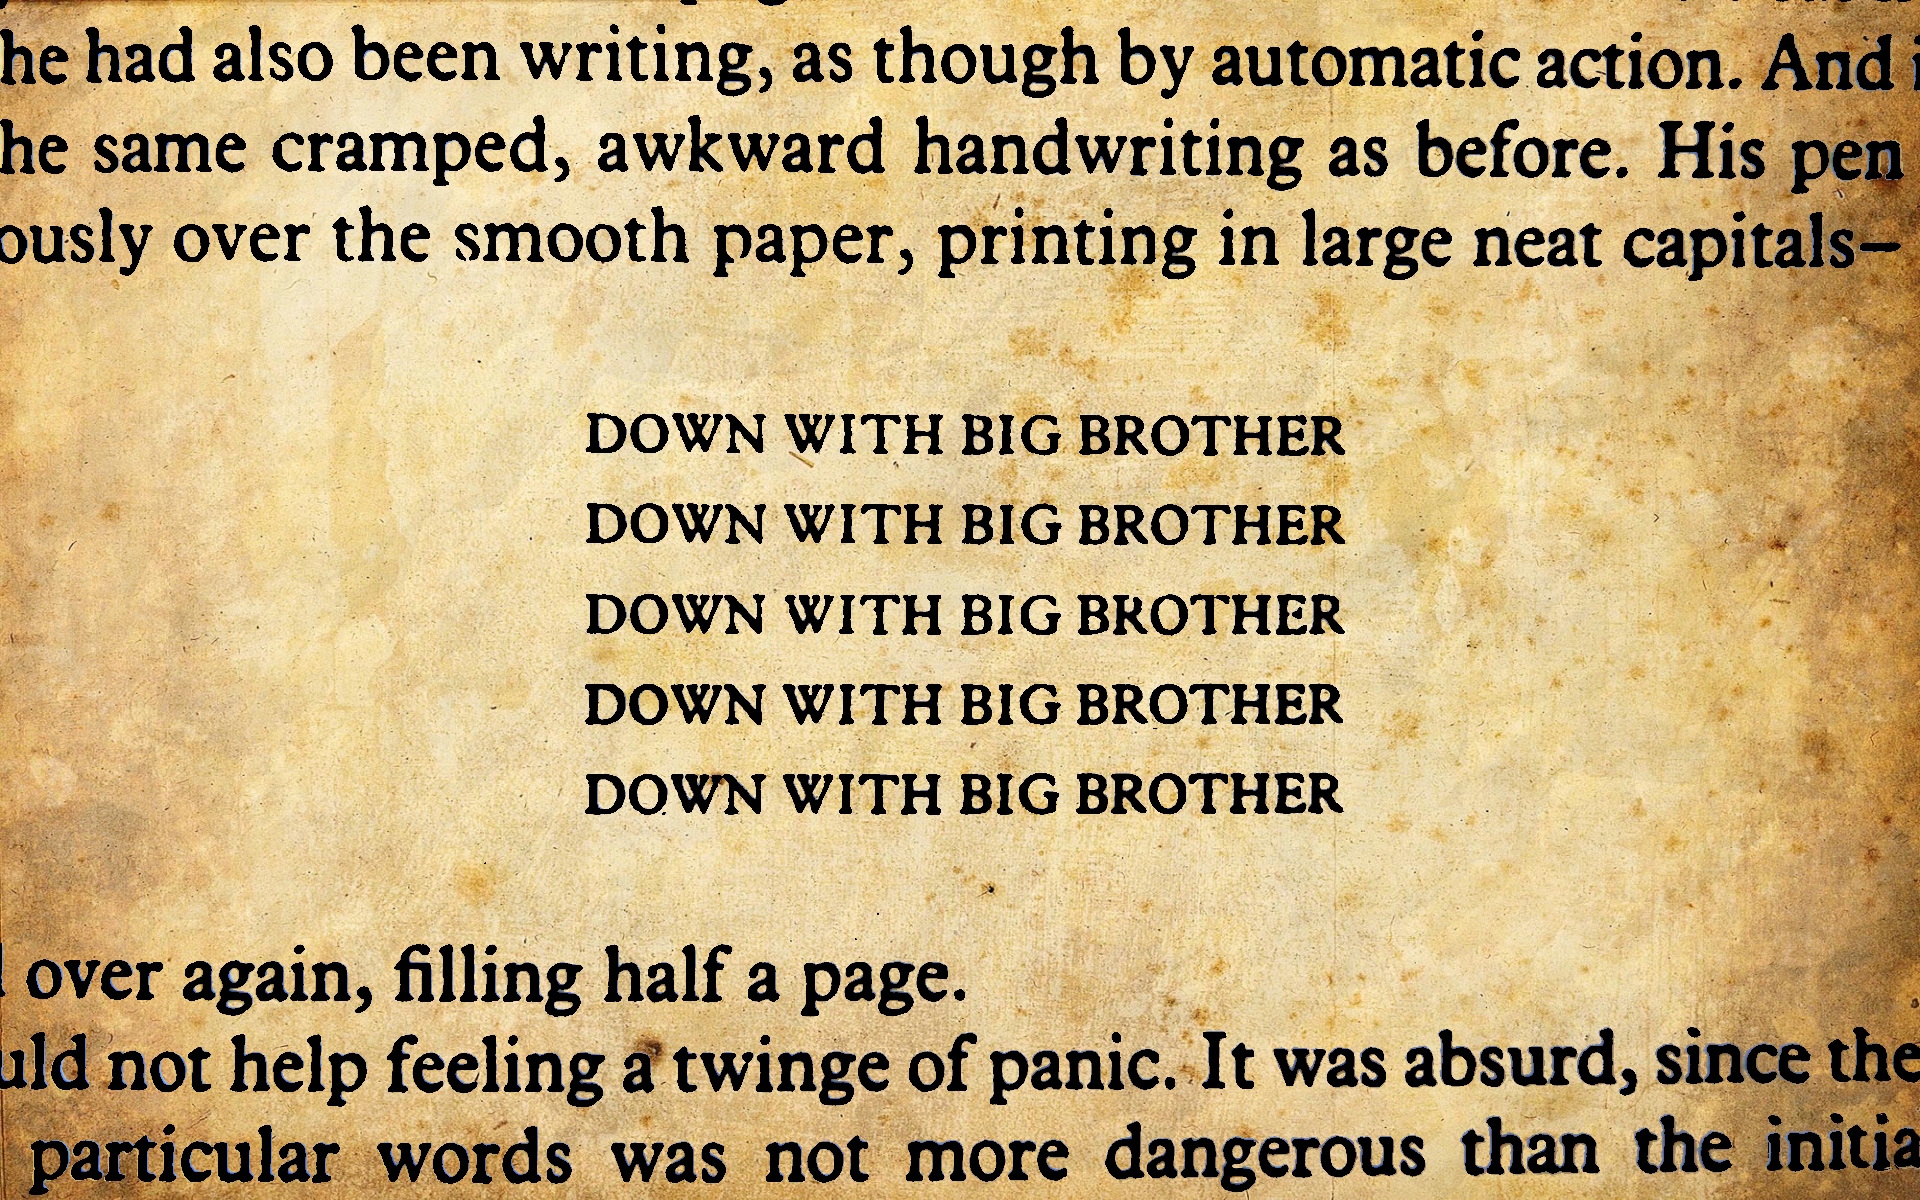 he had also been writing, as though by automatic action. And
he same cramped, awkward handwriting as before. His pen
ously over the smooth paper, printing in large neat capitals—
DOWN WITH BIG BROTHER
DOWN WITH BIG BROTHER
DOWN WITH BIG BROTHER
DOWN WITH BIG BROTHER
DOWN WITH BIG BROTHER
over again, filling half a page.
uld not help feeling a twinge of panic. It was absurd, since the
particular words was not more dangerous than the initia